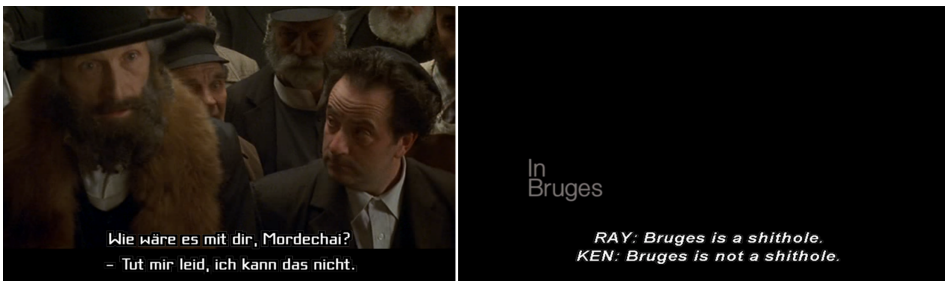 Wie wäre es mit dir, Mordechai?
- Tut mir leid, ich kann das nicht.
In
Bruges
RAY: Bruges is a shithole.
KEN: Bruges is not a shithole.